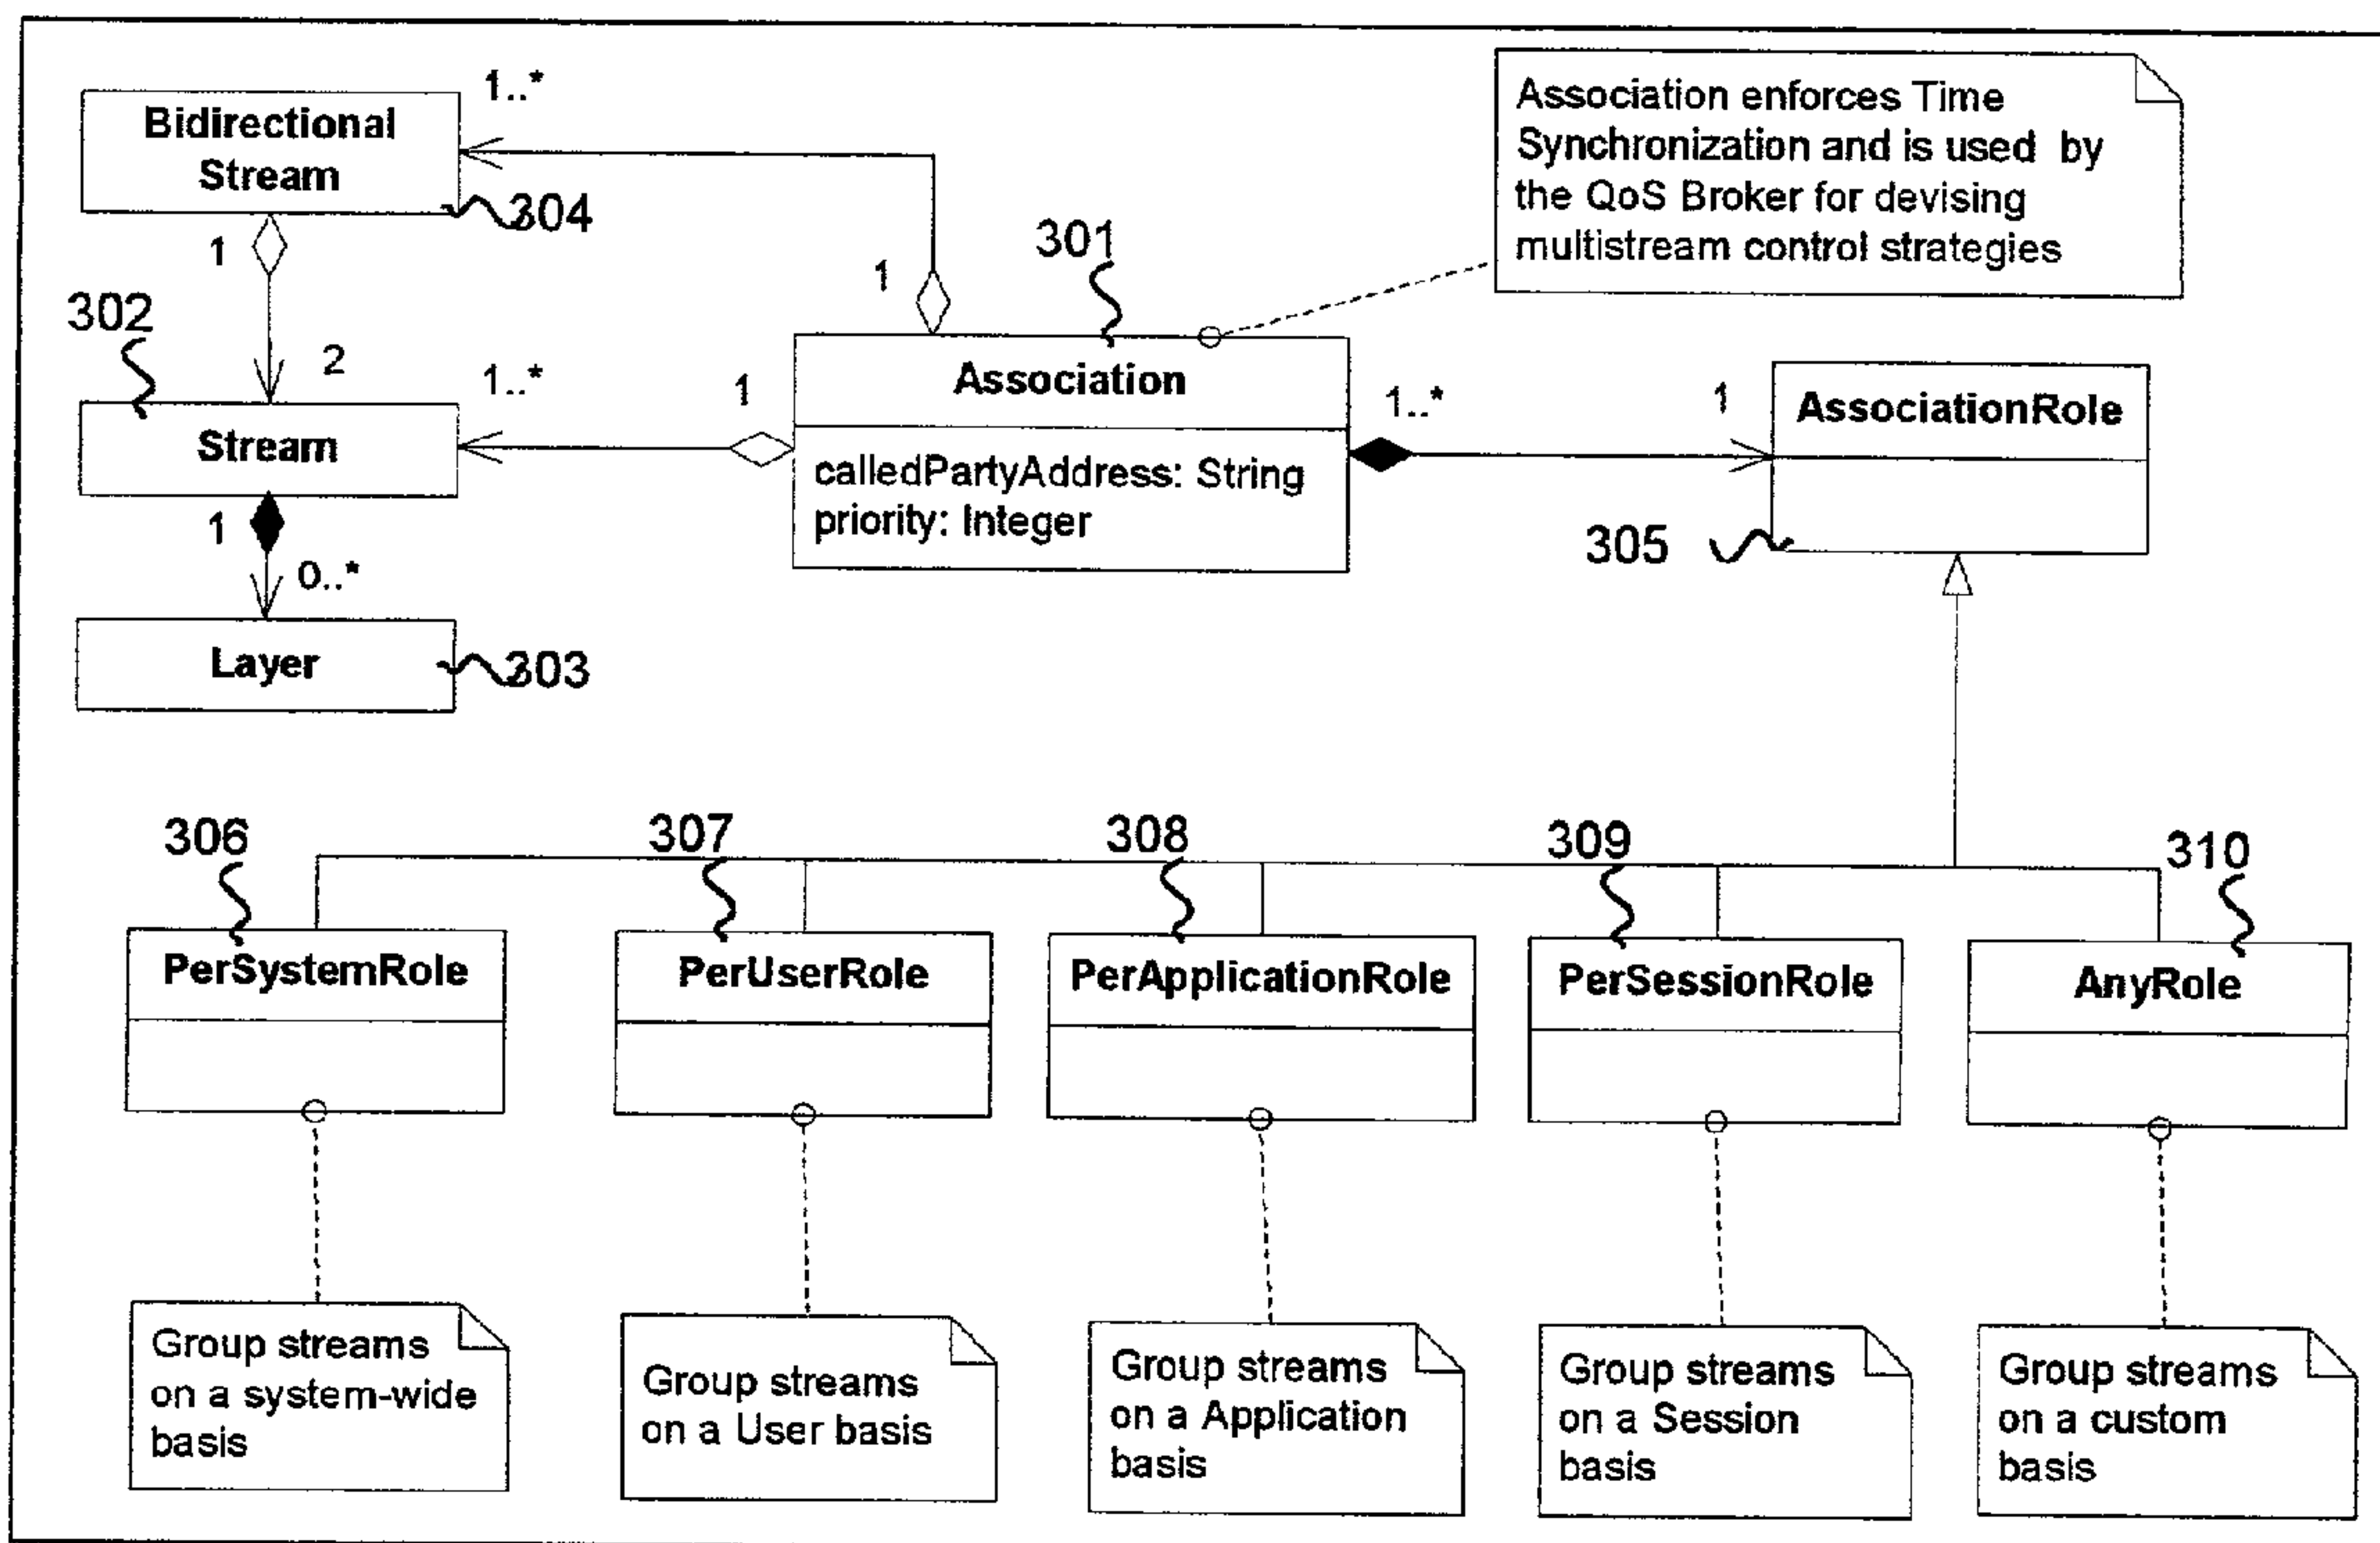 1..*
Bidirectional
Stream
304
1
2
302
1..*
Stream
1
0..*
Layer
303
1
301
1
Association
calledPartyAddress: String
priority: Integer
Association enforces Time
Synchronization and is used by
the QoS Broker for devising
multistream control strategies
1..*
1
AssociationRole
305
306
307
308
309
310
PerSystemRole
PerUserRole
PerApplicationRole
PerSessionRole
AnyRole
Group streams
on a system-wide
basis
Group streams
on a User basis
Group streams
on a Application
basis
Group streams
on a Session
basis
Group streams
on a custom
basis